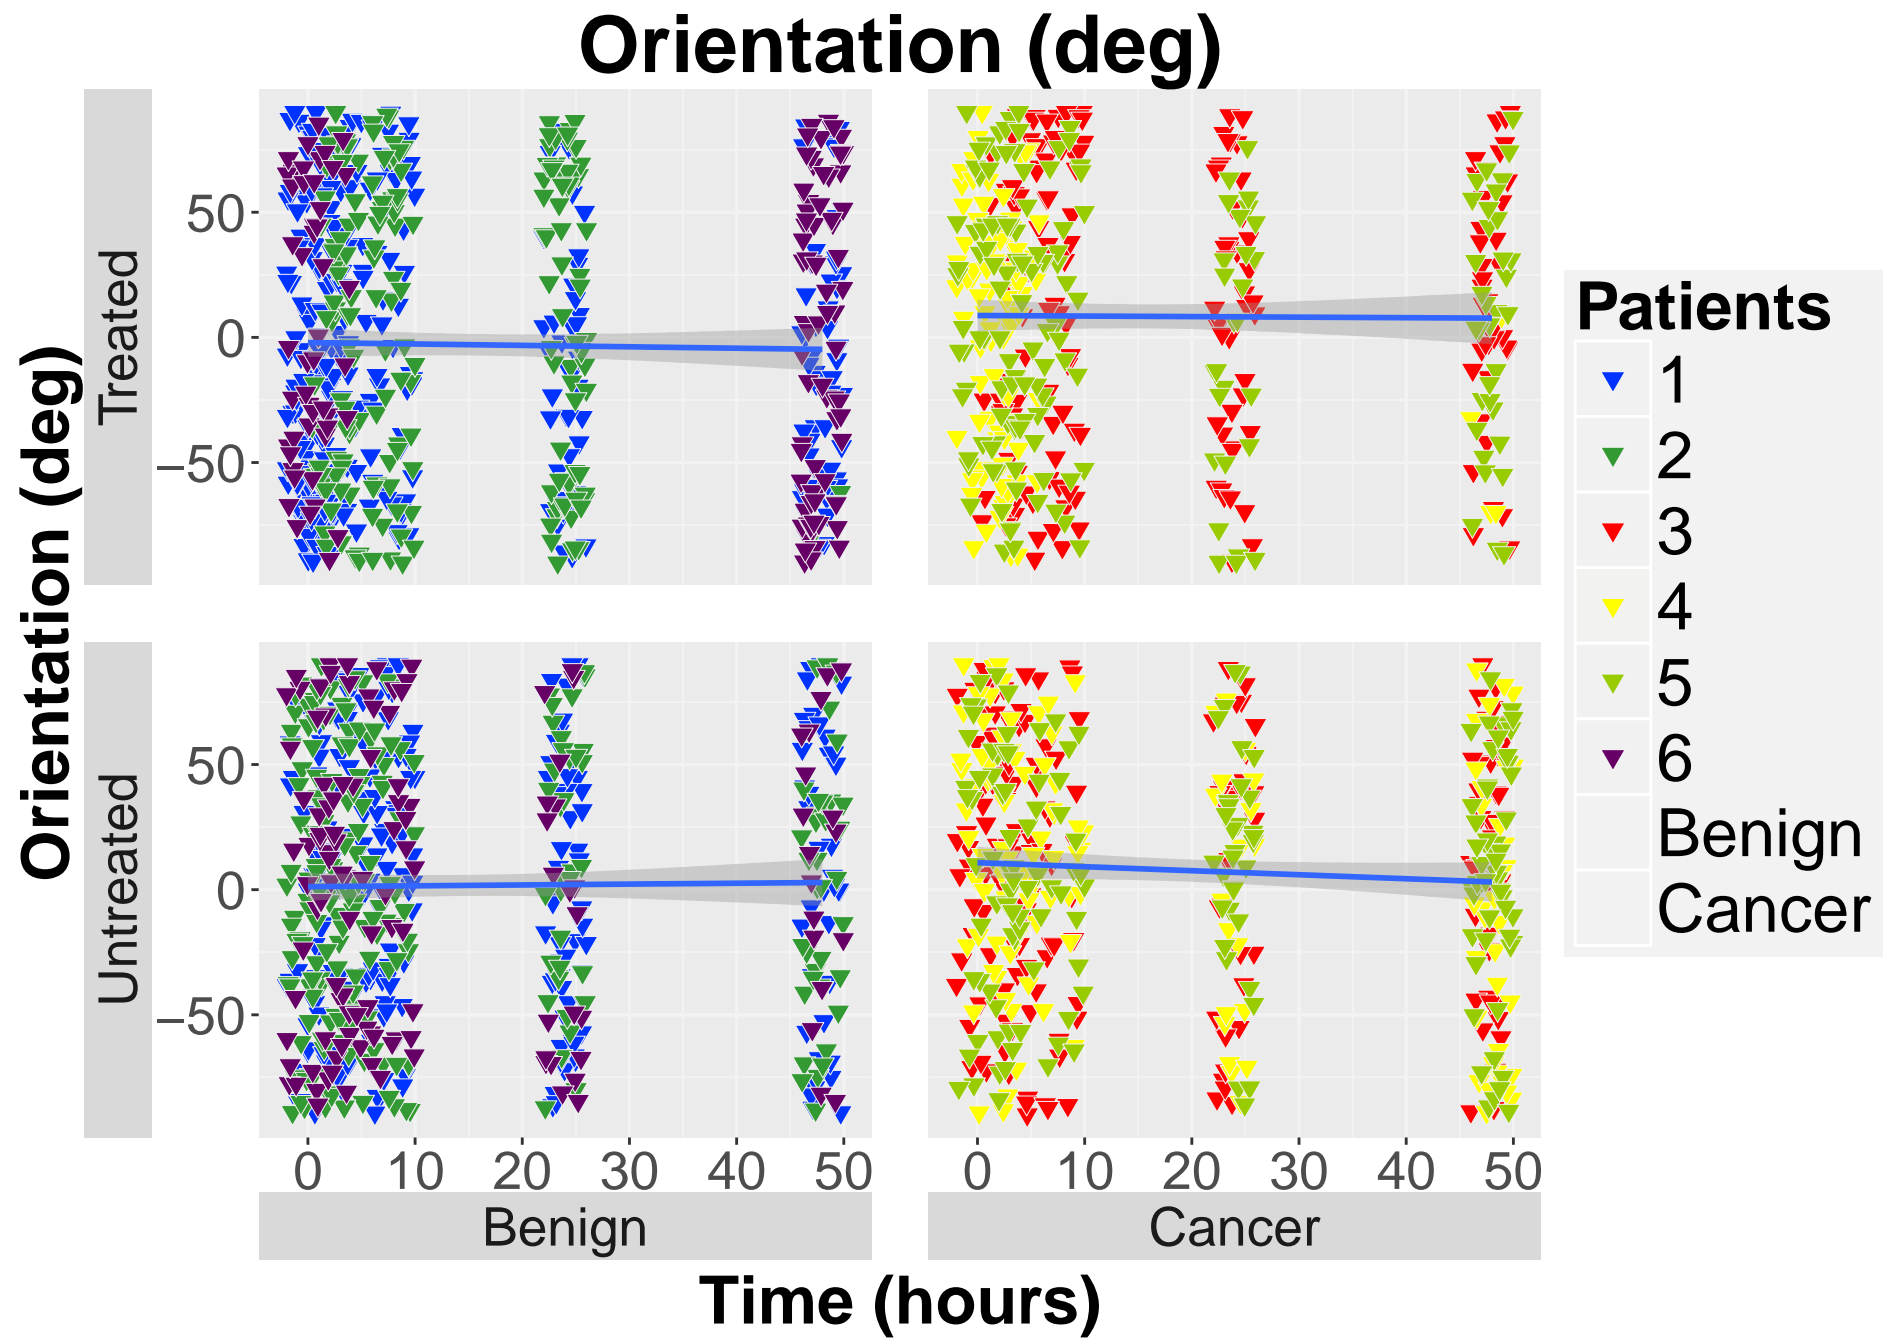 Orientation (deg)
Orientation (deg)
Treated
50
0
−50
Untreated
50
0
−50
0 10 20 30 40 50
0 10 20 30 40 50
Benign
Cancer
Time (hours)
Patients
1
2
3
4
5
6
Benign
Cancer